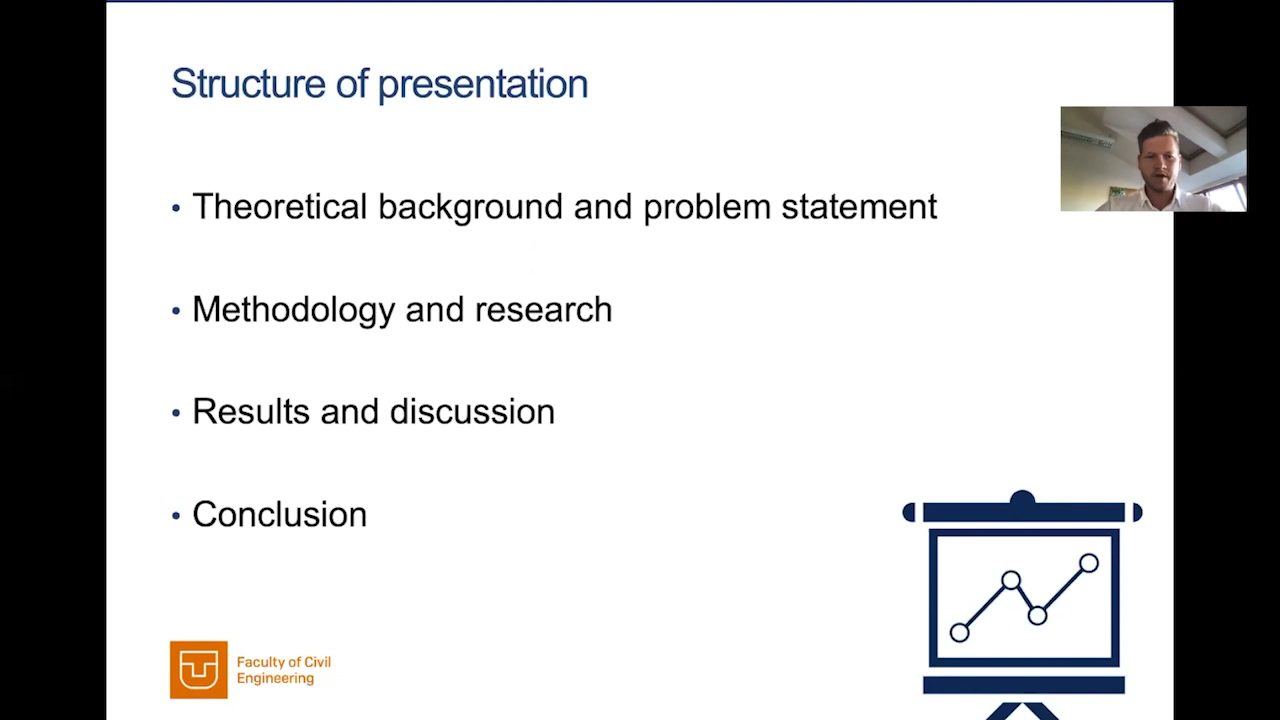 Structure of presentation
• Theoretical background and problem statement
• Methodology and research
• Results and discussion
• Conclusion
Faculty of Civil
Engineering